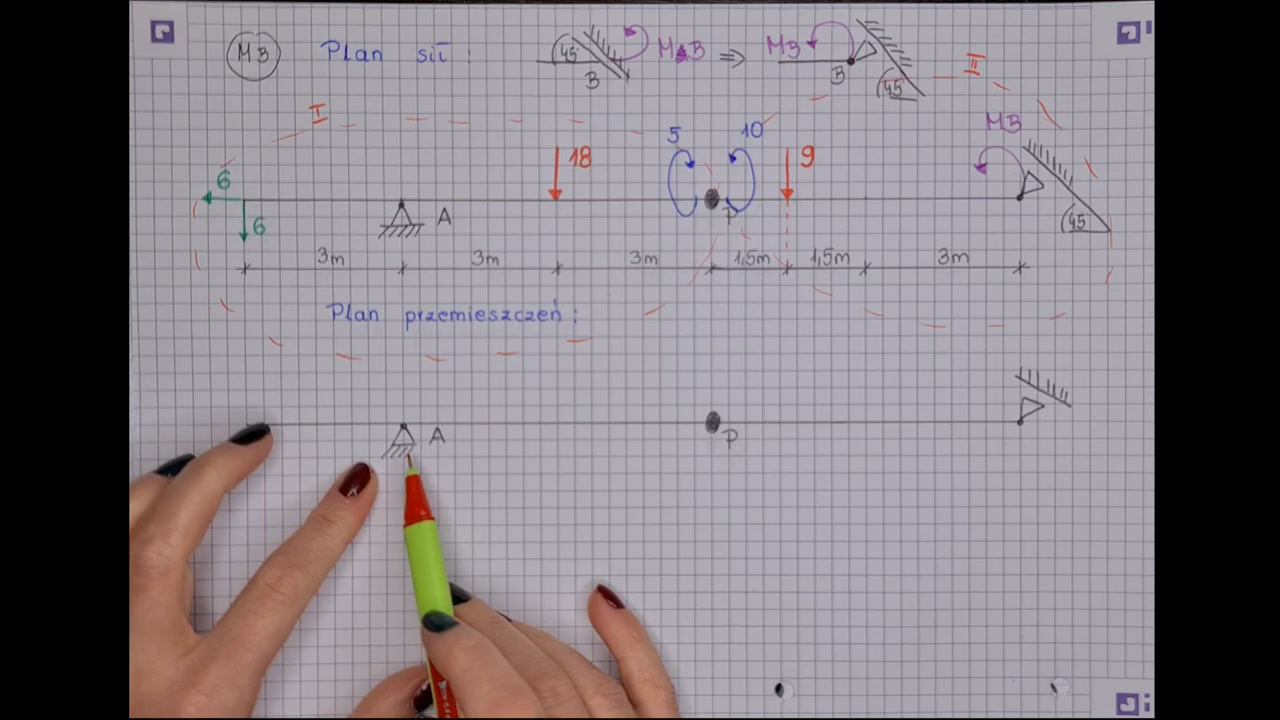 MB Plan sił: 45 B MB ⇒ MB B 45
I II
6 6 A 18 5 10 P 9 MB 45
3m 3m 3m 1,5m 1,5m 3m
Plan przemieszczeń:
A P